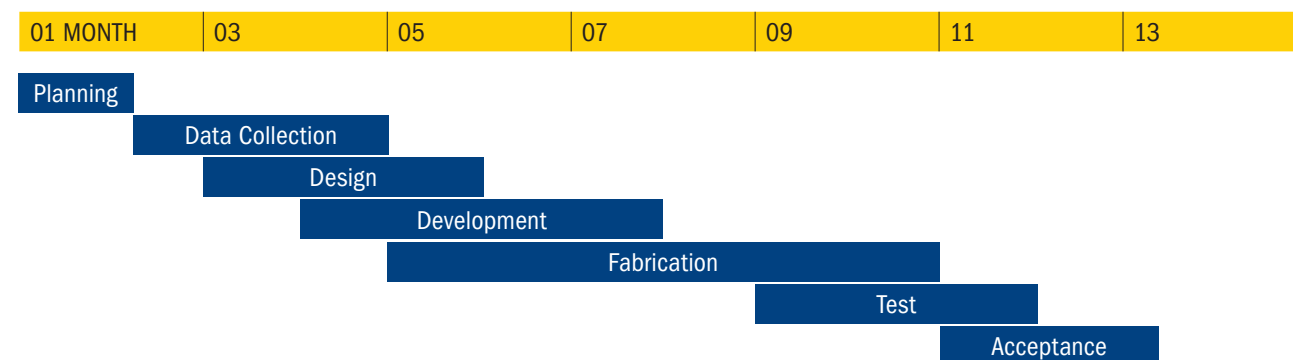 01 MONTH 03 05 07 09 11 13
Planning
Data Collection
Design
Development
Fabrication
Test
Acceptance